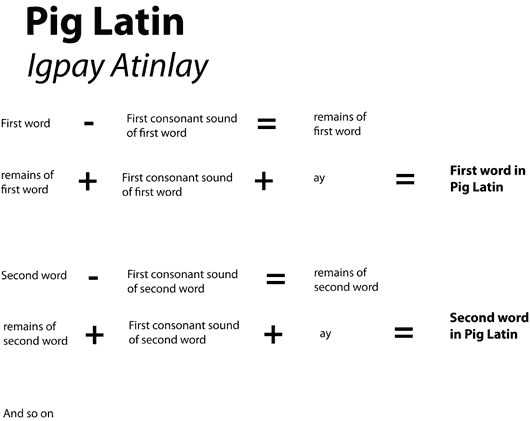 Pig Latin
Igpay Atinlay
First word - First consonant sound of first word = remains of first word
remains of first word + First consonant sound of first word + ay = First word in Pig Latin
Second word - First consonant sound of second word = remains of second word
remains of second word + First consonant sound of second word + ay = Second word in Pig Latin
And so on